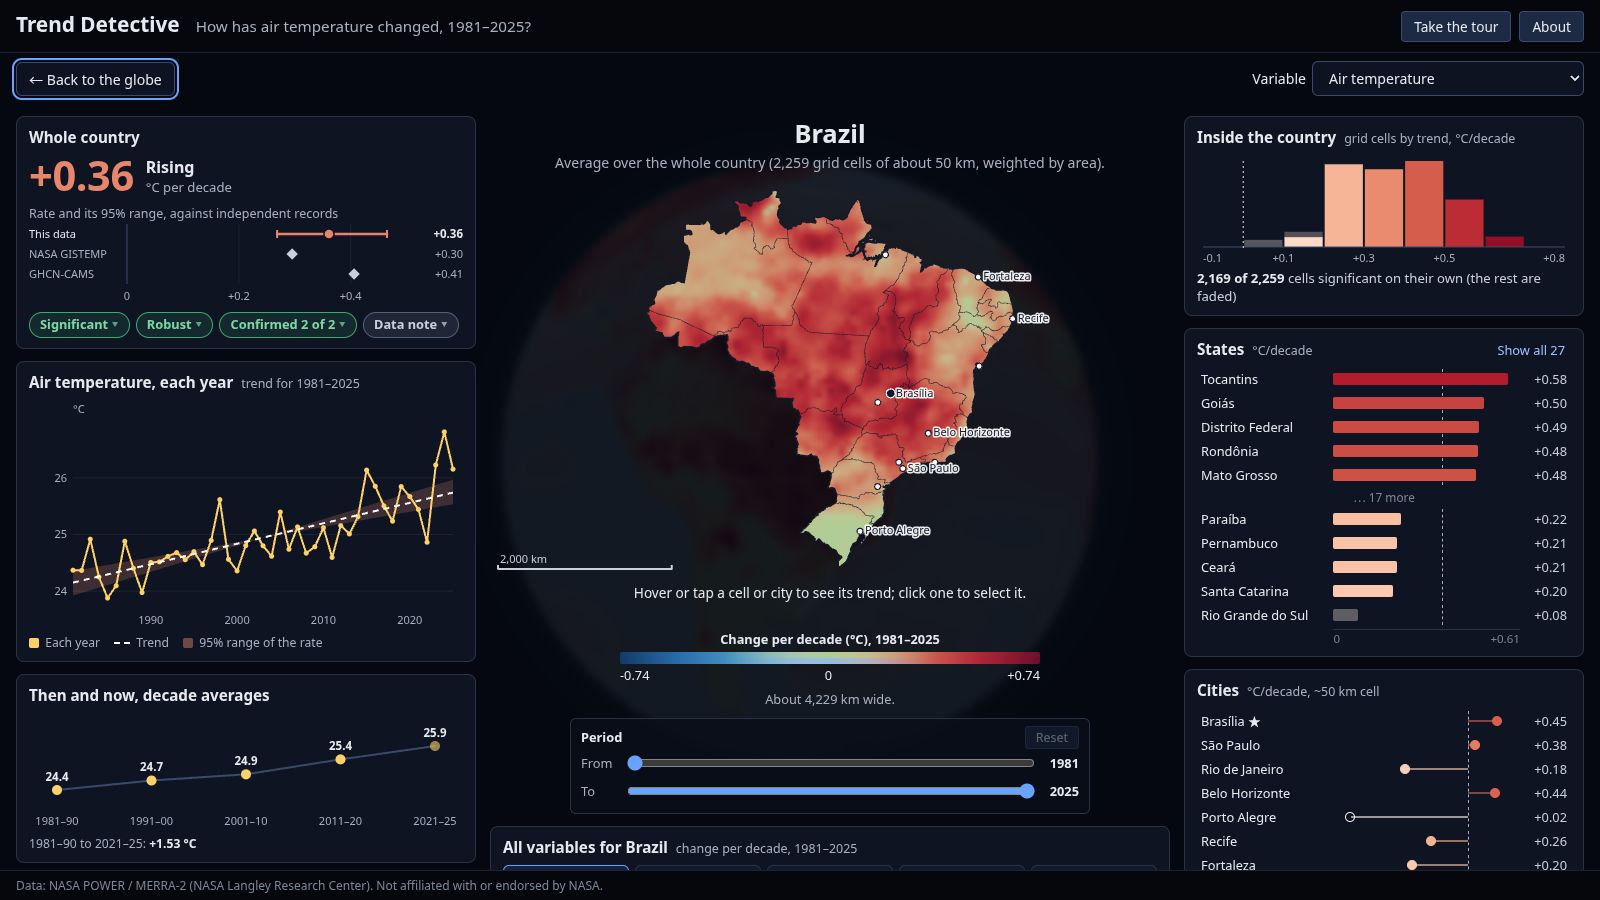 Trend Detective How has air temperature changed, 1981–2025? Take the tour About
← Back to the globe Variable Air temperature
Whole country
+0.36 Rising
°C per decade
Rate and its 95% range, against independent records
This data +0.36
NASA GISTEMP +0.30
GHCN-CAMS +0.41
0 +0.2 +0.4
Significant ▾ Robust ▾ Confirmed 2 of 2 ▾ Data note ▾
Air temperature, each year trend for 1981–2025
°C
26
25
24
1990 2000 2010 2020
Each year Trend 95% range of the rate
Then and now, decade averages
24.4 24.7 24.9 25.4 25.9
1981–90 1991–00 2001–10 2011–20 2021–25
1981–90 to 2021–25: +1.53 °C
Brazil
Average over the whole country (2,259 grid cells of about 50 km, weighted by area).
Fortaleza
Recife
Brasília
Belo Horizonte
São Paulo
Porto Alegre
2,000 km
Hover or tap a cell or city to see its trend; click one to select it.
Change per decade (°C), 1981–2025
-0.74 0 +0.74
About 4,229 km wide.
Period Reset
From 1981
To 2025
All variables for Brazil change per decade, 1981–2025
Inside the country grid cells by trend, °C/decade
-0.1 +0.1 +0.3 +0.5 +0.8
2,169 of 2,259 cells significant on their own (the rest are
faded)
States °C/decade Show all 27
Tocantins +0.58
Goiás +0.50
Distrito Federal +0.49
Rondônia +0.48
Mato Grosso +0.48
... 17 more
Paraíba +0.22
Pernambuco +0.21
Ceará +0.21
Santa Catarina +0.20
Rio Grande do Sul +0.08
0 +0.61
Cities °C/decade, ~50 km cell
Brasília ★ +0.45
São Paulo +0.38
Rio de Janeiro +0.18
Belo Horizonte +0.44
Porto Alegre +0.02
Recife +0.26
Fortaleza +0.20
Data: NASA POWER / MERRA-2 (NASA Langley Research Center). Not affiliated with or endorsed by NASA.